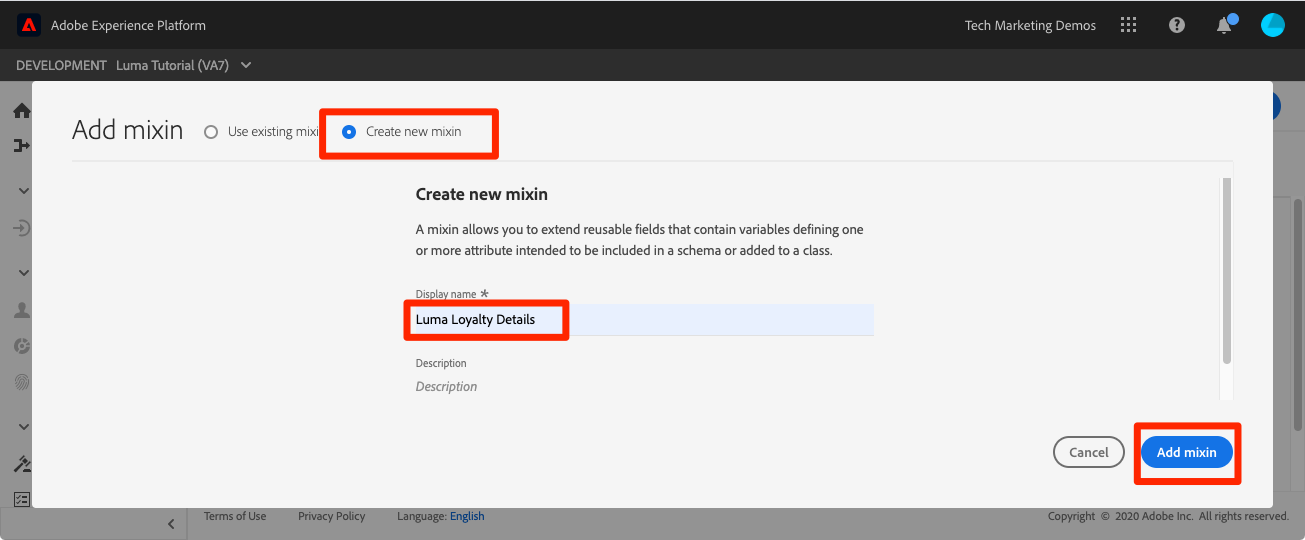 Adobe Experience Platform
Tech Marketing Demos
DEVELOPMENT Luma Tutorial (VA7)
Add mixin
Use existing mixi
Create new mixin
Create new mixin
A mixin allows you to extend reusable fields that contain variables defining one
or more attribute intended to be included in a schema or added to a class.
Display name *
Luma Loyalty Details
Description
Description
Cancel
Add mixin
Terms of Use
Privacy Policy
Language: English
Copyright © 2020 Adobe Inc. All rights reserved.